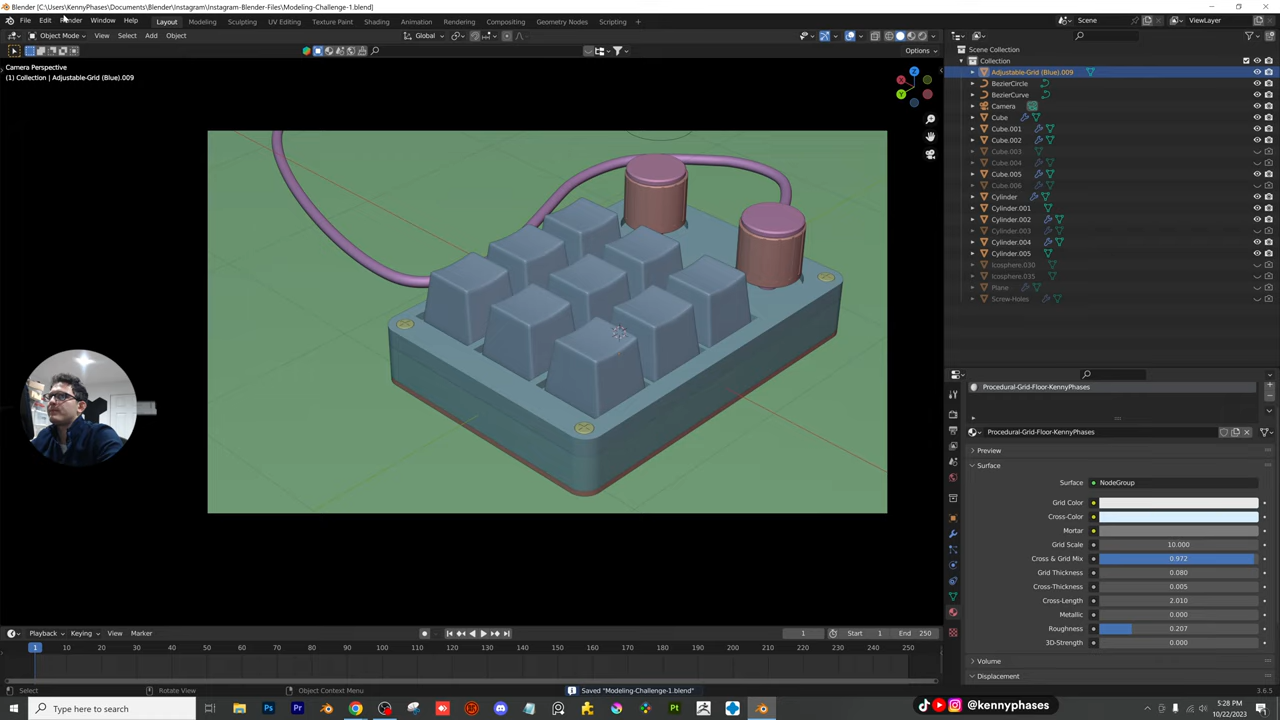 Blender [C:\Users\KennyPhases\Documents\Blender\Instagram\Instagram-Blender-Files\Modeling-Challenge-1.blend]
File Edit Render Window Help Layout Modeling Sculpting UV Editing Texture Paint Shading Animation Rendering Compositing Geometry Nodes Scripting Scene ViewLayer
Object Mode View Select Add Object Global
Options
Camera Perspective
(1) Collection | Adjustable-Grid (Blue).009
Scene Collection
Collection
Adjustable-Grid (Blue).009
BezierCircle
BezierCurve
Camera
Cube
Cube.001
Cube.002
Cube.003
Cube.004
Cube.005
Cube.006
Cylinder
Cylinder.001
Cylinder.002
Cylinder.003
Cylinder.004
Cylinder.005
Icosphere.030
Icosphere.035
Plane
Screw-Holes
Procedural-Grid-Floor-KennyPhases
Procedural-Grid-Floor-KennyPhases
Preview
Surface
Surface NodeGroup
Grid Color
Cross-Color
Mortar
Grid Scale 10.000
Cross & Grid Mix 0.972
Grid Thickness 0.080
Cross-Thickness 0.005
Cross-Length 2.010
Metallic 0.000
Roughness 0.207
3D-Strength 0.000
Volume
Displacement
Playback Keying View Marker 1 Start 1 End 250
1 10 20 30 40 50 60 70 80 90 100 110 120 130 140 150 160 170 180 190 200 210 220 230 240 250
Select Rotate View Object Context Menu Saved "Modeling-Challenge-1.blend" 3.6.5
Type here to search
@kennyphases
5:28 PM
10/22/2023